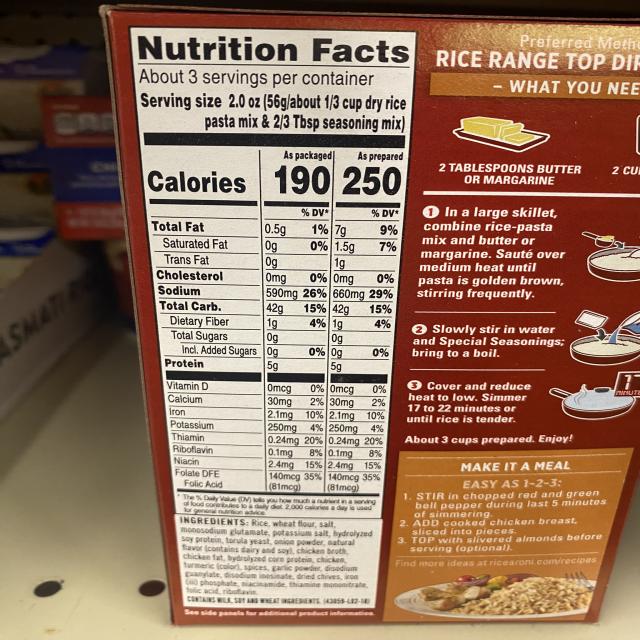 Nutrition Facts
About 3 servings per container
Serving size 2.0 oz (56g/about 1/3 cup dry rice
pasta mix & 2/3 Tbsp seasoning mix)
As packaged As prepared
Calories 190 250
% DV* % DV*
Total Fat 0.5g 1% 7g 9%
Saturated Fat 0g 0% 1.5g 7%
Trans Fat 0g 1g
Cholesterol 0mg 0% 0mg 0%
Sodium 590mg 26% 660mg 29%
Total Carb. 42g 15% 42g 15%
Dietary Fiber 1g 4% 1g 4%
Total Sugars 0g 0g
Incl. Added Sugars 0g 0% 0g 0%
Protein 5g 5g
Vitamin D 0mcg 0% 0mcg 0%
Calcium 30mg 2% 30mg 2%
Iron 2.1mg 10% 2.1mg 10%
Potassium 250mg 4% 250mg 4%
Thiamin 0.24mg 20% 0.24mg 20%
Riboflavin 0.1mg 8% 0.1mg 8%
Niacin 2.4mg 15% 2.4mg 15%
Folate DFE 140mcg 35% 140mcg 35%
Folic Acid (81mcg) (81mcg)
* The % Daily Value (DV) tells you how much a nutrient in a serving
of food contributes to a daily diet. 2,000 calories a day is used
for general nutrition advice.
INGREDIENTS: Rice, wheat flour, salt,
monosodium glutamate, potassium salt, hydrolyzed
soy protein, torula yeast, onion powder, natural
flavor (contains dairy and soy), chicken broth,
chicken fat, hydrolyzed corn protein, chicken,
turmeric (color), spices, garlic powder, disodium
guanylate, disodium inosinate, dried chives, iron
(iii) phosphate, niacinamide, thiamine mononitrate,
folic acid, riboflavin.
CONTAINS MILK, SOY AND WHEAT INGREDIENTS.
See side panels for additional product information.
Preferred
RICE RANGE TOP
– WHAT YOU
2 TABLESPOONS BUTTER
OR MARGARINE
2
1 In a large skillet,
combine rice-pasta
mix and butter or
margarine. Sauté over
medium heat until
pasta is golden brown,
stirring frequently.
2 Slowly stir in water
and Special Seasonings;
bring to a boil.
3 Cover and reduce
heat to low. Simmer
17 to 22 minutes or
until rice is tender.
About 3 cups prepared. Enjoy!
MAKE IT A MEAL
EASY AS 1-2-3:
1. STIR in chopped red and green
bell pepper during last 5 minutes
of simmering.
2. ADD cooked chicken breast,
sliced into pieces.
3. TOP with slivered almonds before
serving (optional).
Find more ideas at ricearoni.com/recipes